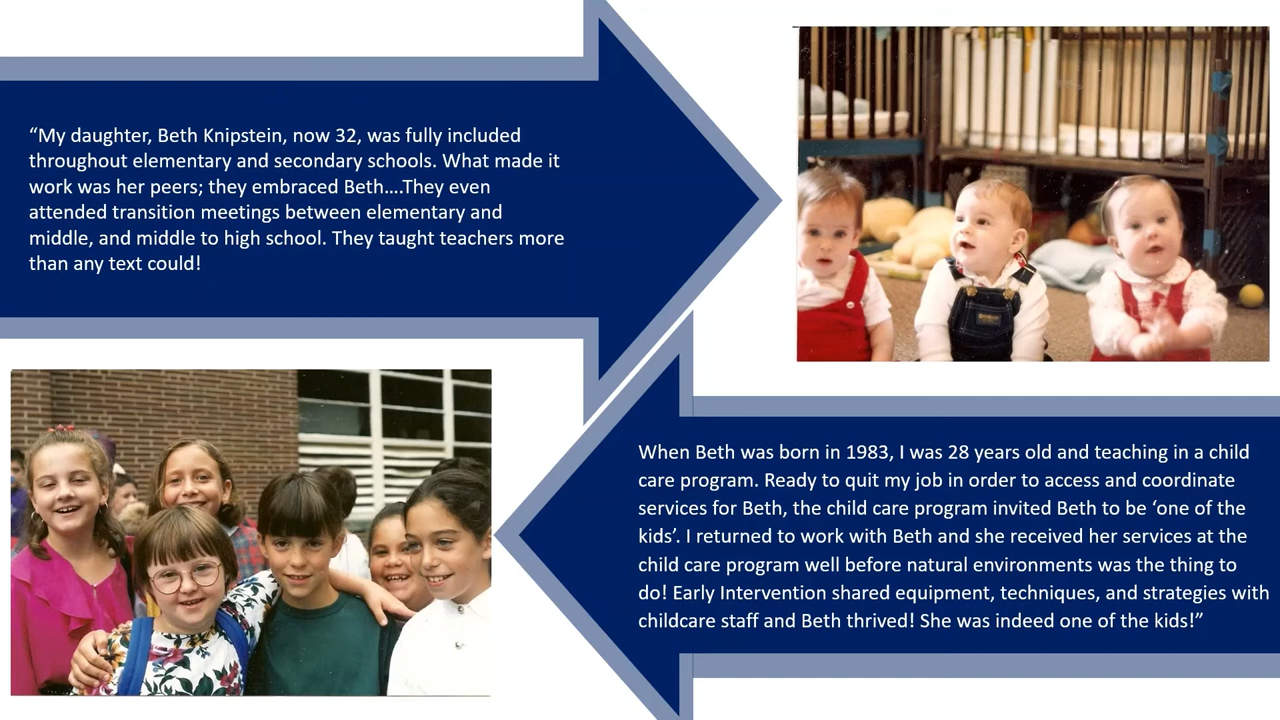 “My daughter, Beth Knipstein, now 32, was fully included
throughout elementary and secondary schools. What made it
work was her peers; they embraced Beth....They even
attended transition meetings between elementary and
middle, and middle to high school. They taught teachers more
than any text could!
When Beth was born in 1983, I was 28 years old and teaching in a child
care program. Ready to quit my job in order to access and coordinate
services for Beth, the child care program invited Beth to be ‘one of the
kids’. I returned to work with Beth and she received her services at the
child care program well before natural environments was the thing to
do! Early Intervention shared equipment, techniques, and strategies with
childcare staff and Beth thrived! She was indeed one of the kids!”